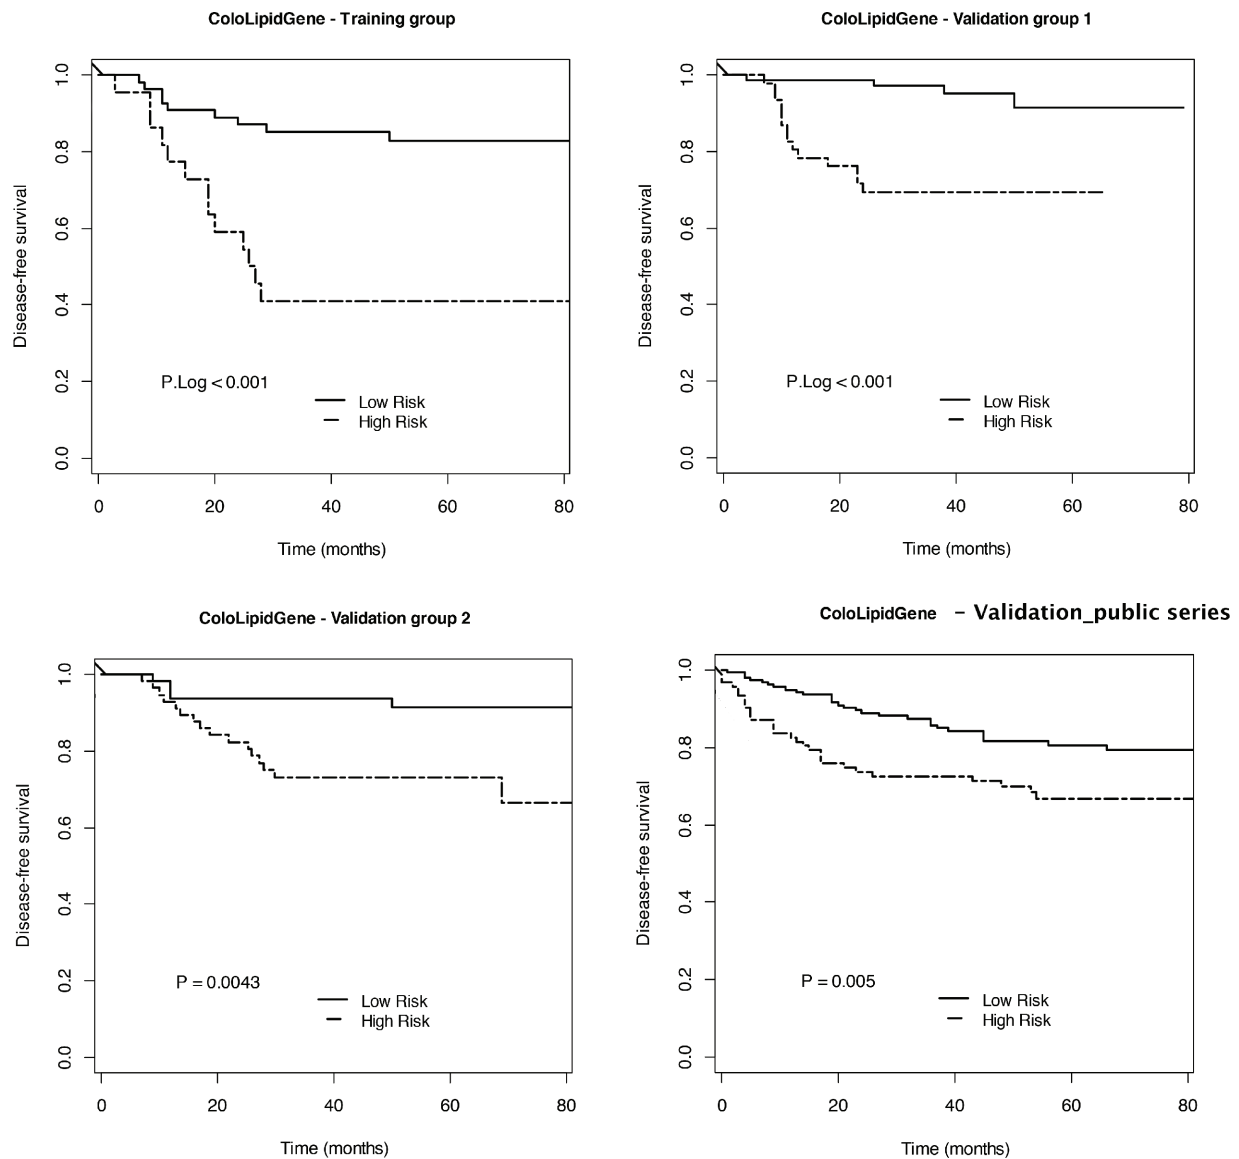 ColoLipidGene - Training group
1.0
0.8
0.6
0.4
0.2
0.0
Disease-free survival
P.Log < 0.001
Low Risk
High Risk
0 20 40 60 80
Time (months)
ColoLipidGene - Validation group 1
1.0
0.8
0.6
0.4
0.2
0.0
Disease-free survival
P.Log < 0.001
Low Risk
High Risk
0 20 40 60 80
Time (months)
ColoLipidGene - Validation group 2
1.0
0.8
0.6
0.4
0.2
0.0
Disease-free survival
P = 0.0043
Low Risk
High Risk
0 20 40 60 80
Time (months)
ColoLipidGene – Validation_public series
1.0
0.8
0.6
0.4
0.2
0.0
Disease-free survival
P = 0.005
Low Risk
High Risk
0 20 40 60 80
Time (months)